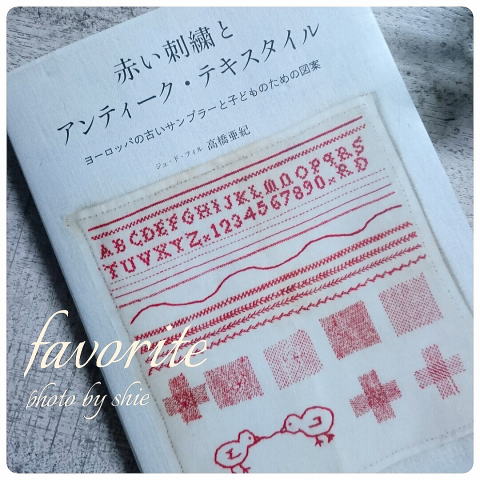 赤い刺繍と
アンティーク・テキスタイル
ヨーロッパの古いサンプラーと子どものための図案
ジュ・ド・フィル 高橋亜紀
ABCDEFGHIJKLMNOPQRS
TUVXYZ×1234567890×RD
favorite
photo by shie